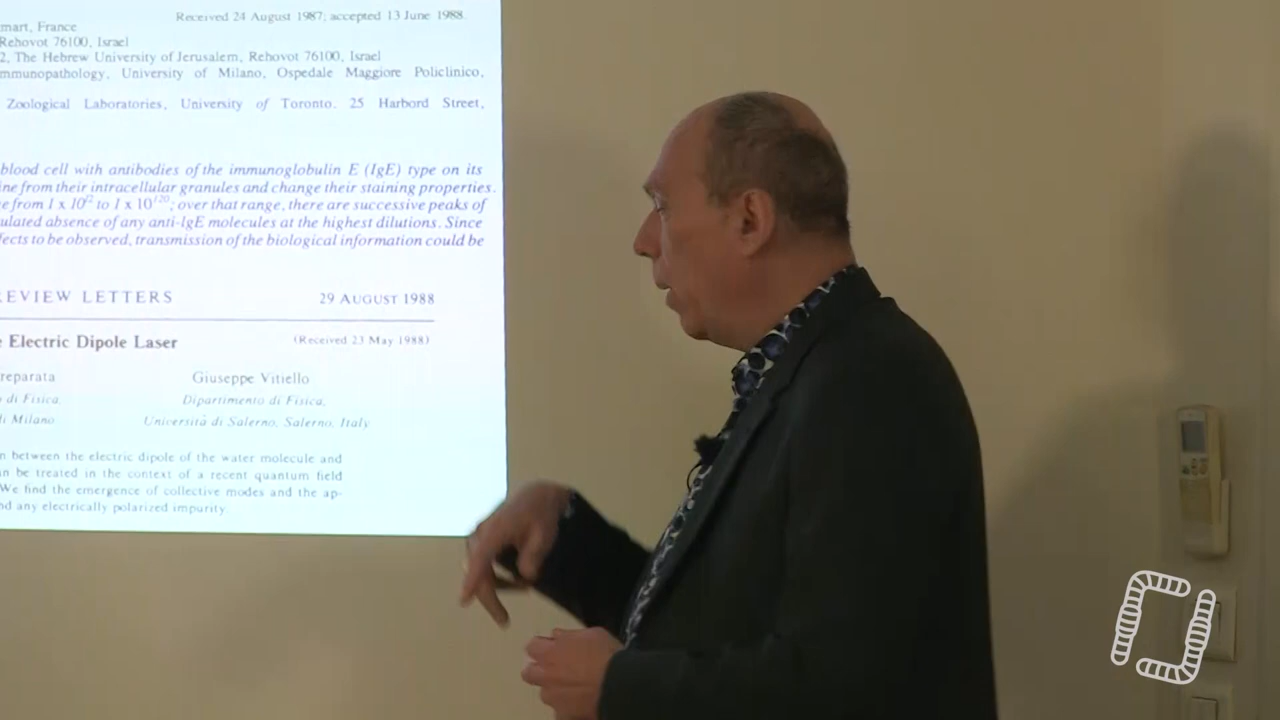 Received 24 August 1987; accepted 13 June 1988.
mart, France
Rehovot 76100, Israel
2, The Hebrew University of Jerusalem, Rehovot 76100, Israel
mmunopathology, University of Milano, Ospedale Maggiore Policlinico,
Zoological Laboratories, University of Toronto. 25 Harbord Street,
blood cell with antibodies of the immunoglobulin E (IgE) type on its
ine from their intracellular granules and change their staining properties.
e from 1 x 10² to 1 x 10¹²⁰; over that range, there are successive peaks of
ulated absence of any anti-IgE molecules at the highest dilutions. Since
fects to be observed, transmission of the biological information could be
EVIEW LETTERS 29 AUGUST 1988
e Electric Dipole Laser (Received 23 May 1988)
reparata Giuseppe Vitiello
di Fisica, Dipartimento di Fisica,
di Milano Università di Salerno, Salerno, Italy
n between the electric dipole of the water molecule and
n be treated in the context of a recent quantum field
We find the emergence of collective modes and the ap-
nd any electrically polarized impurity.